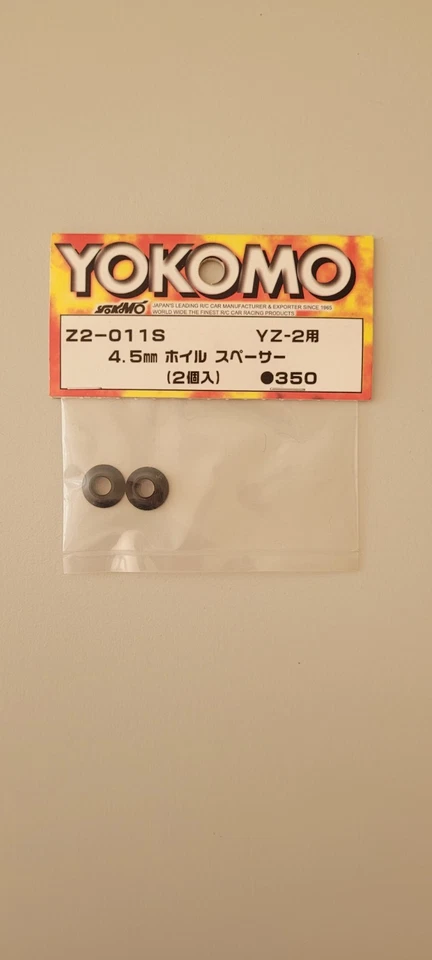 YOKOMO
YOKOMO JAPAN'S LEADING R/C CAR MANUFACTURER & EXPORTER SINCE 1965
WORLD WIDE THE FINEST R/C CAR RACING PRODUCTS
Z2-011S YZ-2用
4.5mm ホイル スペーサー
(2個入) ●350